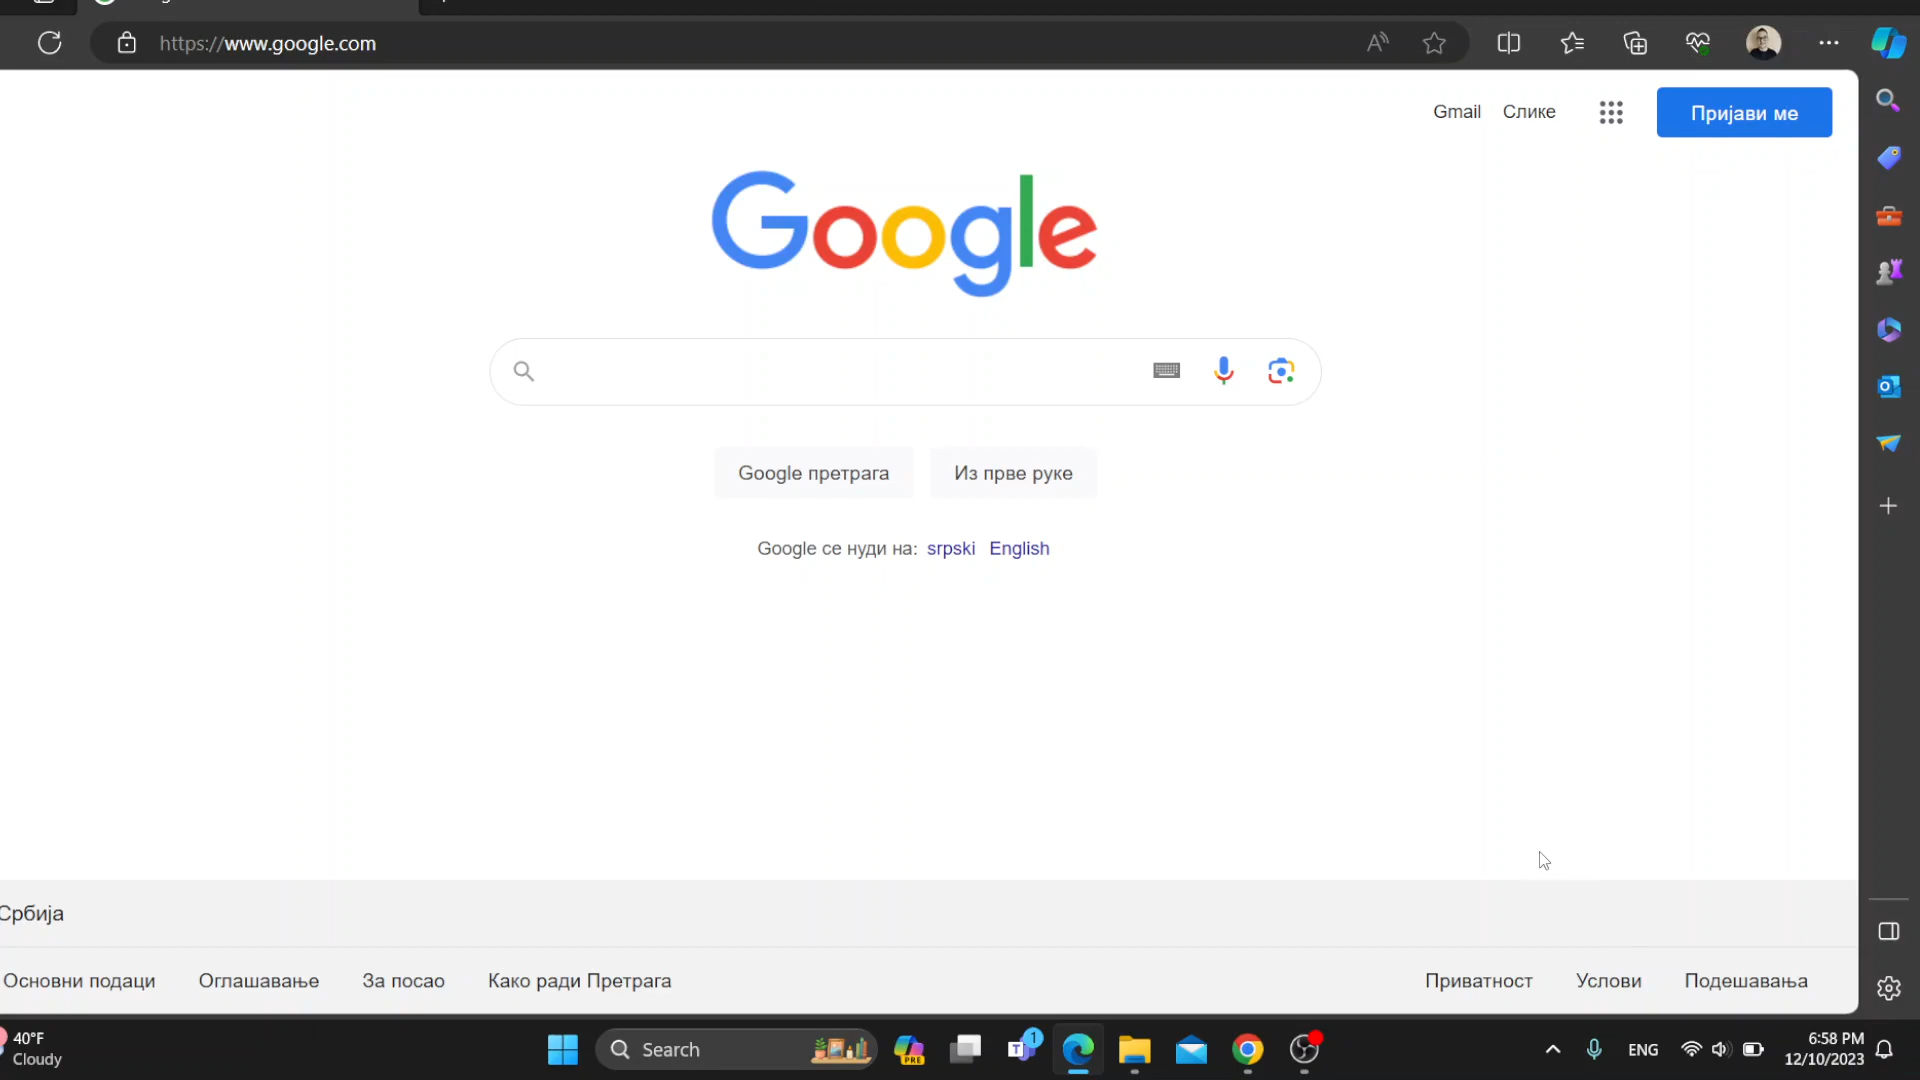 https://www.google.com
Gmail
Слике
Пријави ме
Google
Google претрага
Из прве руке
Google се нуди на: srpski English
Србија
Основни подаци
Оглашавање
За посао
Како ради Претрага
Приватност
Услови
Подешавања
40°F
Cloudy
Search
PRE
1
ENG
6:58 PM
12/10/2023